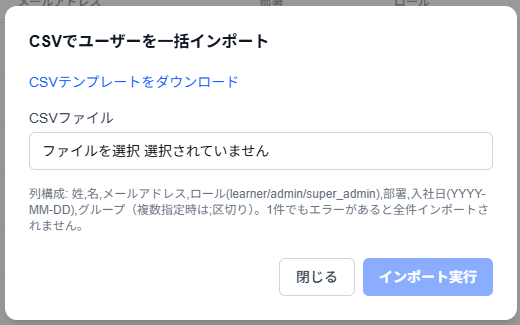 メールアドレス 部署 ロール
CSVでユーザーを一括インポート
CSVテンプレートをダウンロード
CSVファイル
ファイルを選択 選択されていません
列構成: 姓,名,メールアドレス,ロール(learner/admin/super_admin),部署,入社日(YYYY-
MM-DD),グループ（複数指定時は;区切り）。1件でもエラーがあると全件インポートさ
れません。
閉じる インポート実行